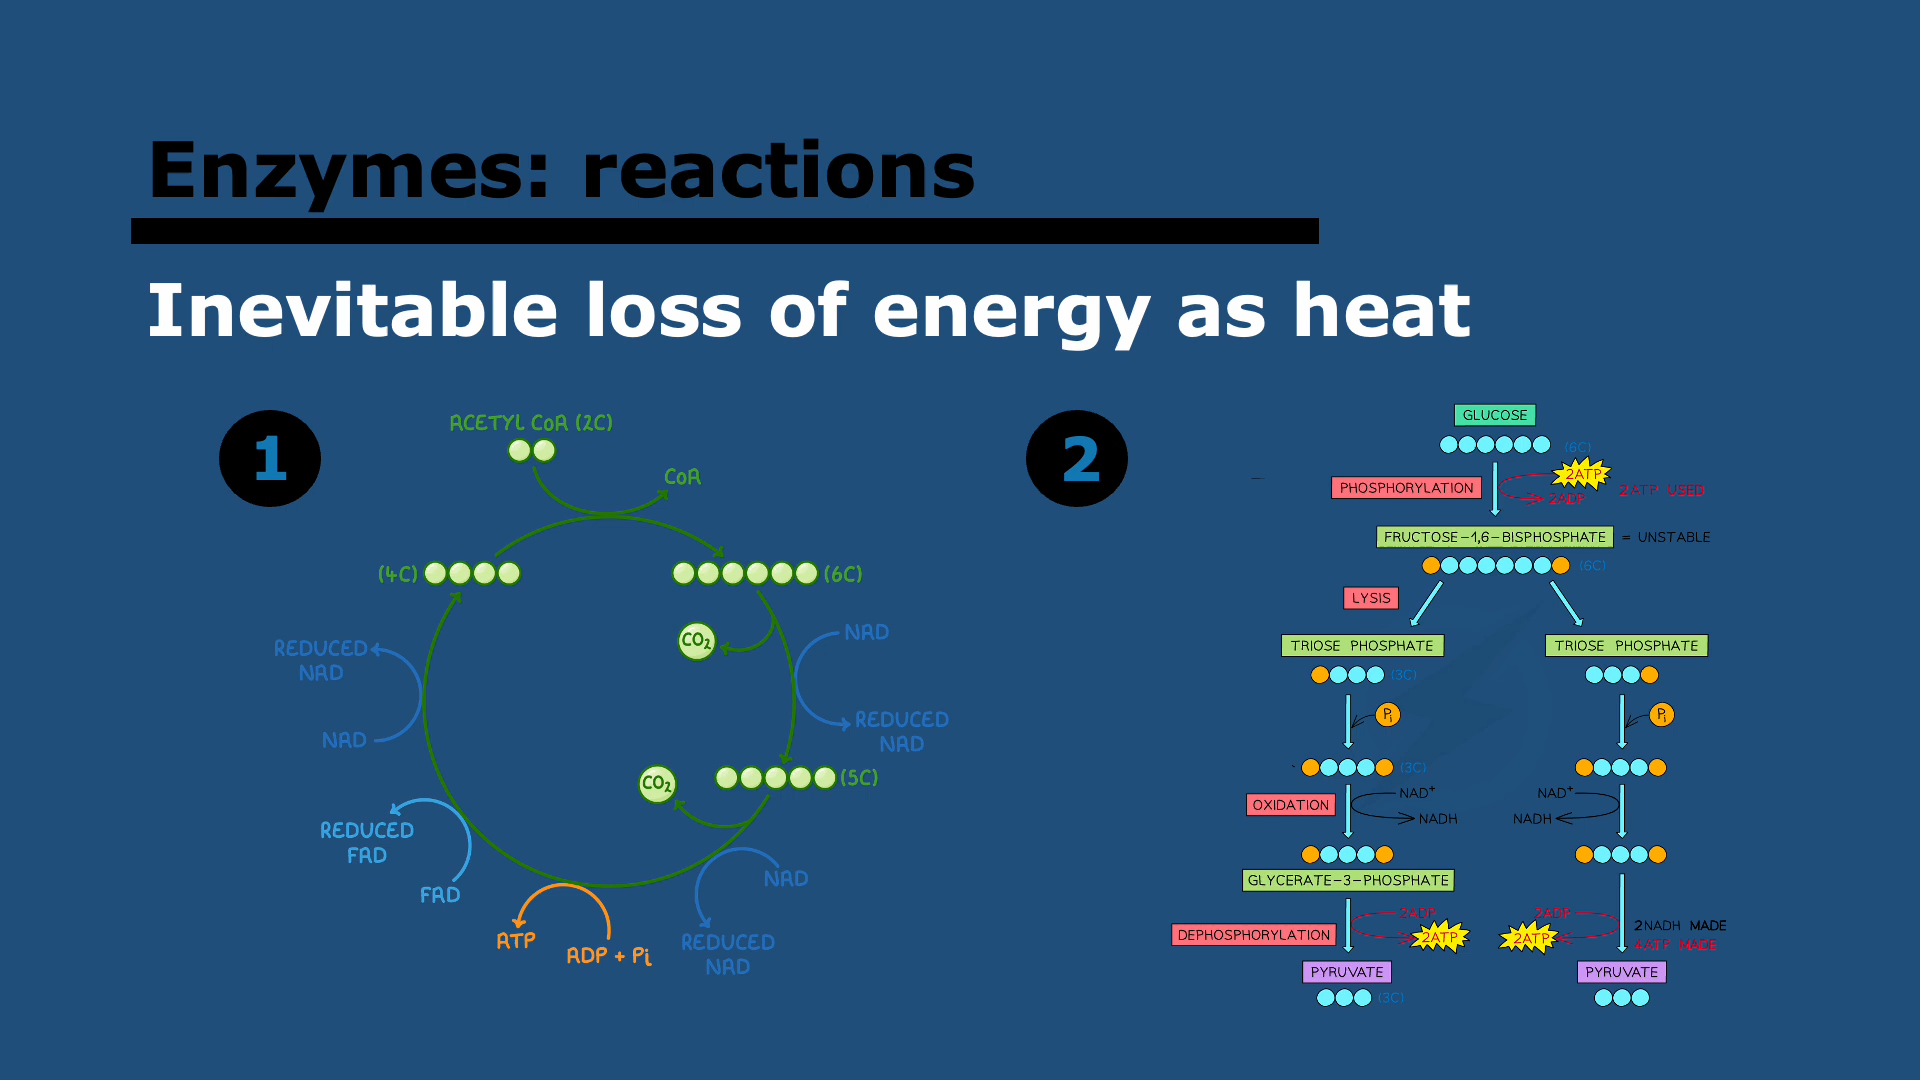 Enzymes: reactions
Inevitable loss of energy as heat
1
ACETYL CoA (2C)
CoA
(4C)
(6C)
CO2
NAD
REDUCED
NAD
REDUCED
NAD
NAD
CO2
(5C)
REDUCED
FAD
FAD
NAD
ATP
ADP + Pi
REDUCED
NAD
2
GLUCOSE
(6C)
2ATP
PHOSPHORYLATION
2ADP
2ATP USED
FRUCTOSE-1,6-BISPHOSPHATE
= UNSTABLE
(6C)
LYSIS
TRIOSE PHOSPHATE
TRIOSE PHOSPHATE
(3C)
Pi
Pi
(3C)
OXIDATION
NAD+
NADH
NAD+
NADH
GLYCERATE-3-PHOSPHATE
2ADP
2ADP
DEPHOSPHORYLATION
2ATP
2ATP
2NADH MADE
4ATP MADE
PYRUVATE
PYRUVATE
(3C)